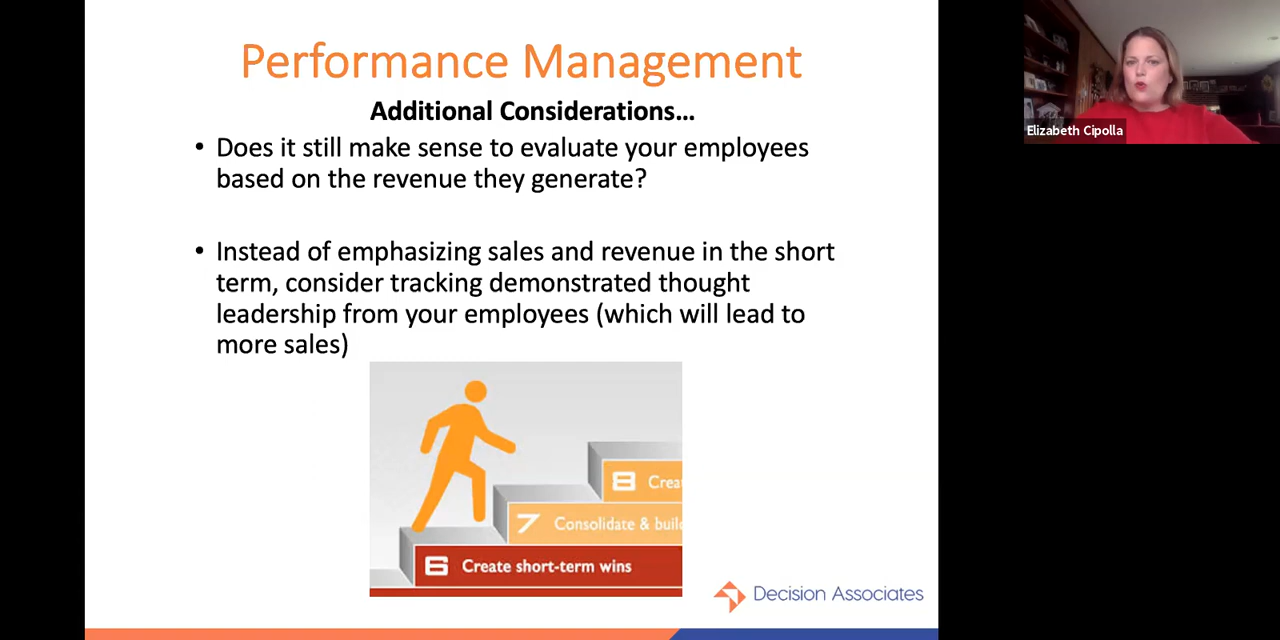 Performance Management
Additional Considerations...
• Does it still make sense to evaluate your employees
based on the revenue they generate?
• Instead of emphasizing sales and revenue in the short
term, consider tracking demonstrated thought
leadership from your employees (which will lead to
more sales)
8 Crea
7 Consolidate & buil
6 Create short-term wins
Decision Associates
Elizabeth Cipolla